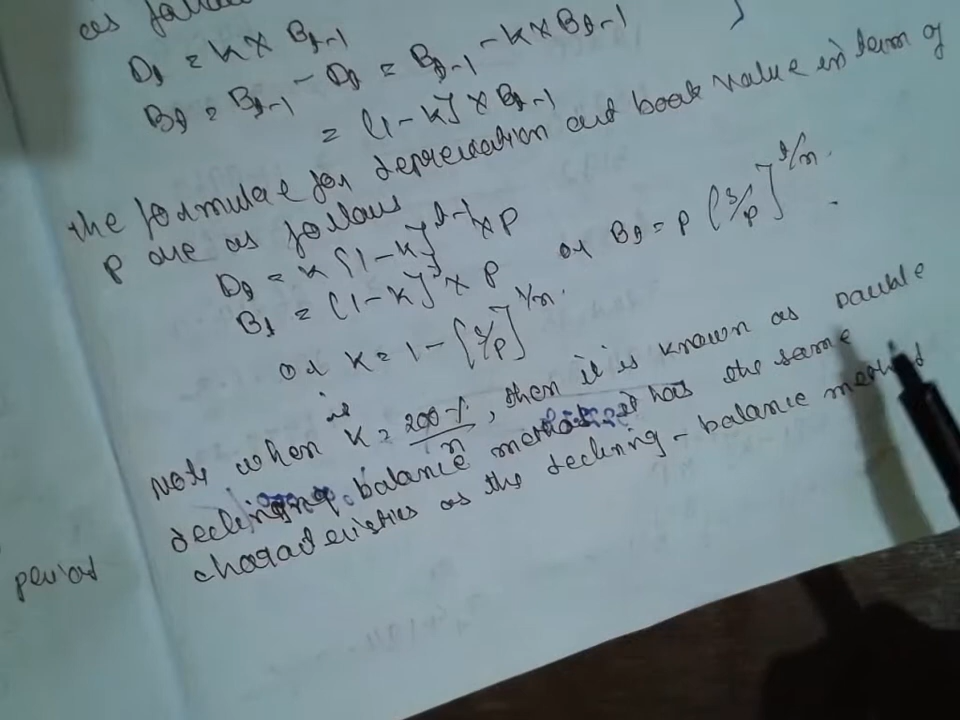 as follows
Dt = K × Bt-1
Bt = Bt-1 - Dt = Bt-1 - K × Bt-1
= (1 - K) × Bt-1
the formulae for depreciation and book value in term of
P are as follows
Dt = K (1 - K)^t-1 × P
Bt = (1 - K)^t × P or Bt = P (S/P)^t/n.
or K = 1 - [S/P]^1/n.
Note when is K = 200%/n, then it is known as Double
declining balance method it has the same
characteristics as the declining - balance method
period